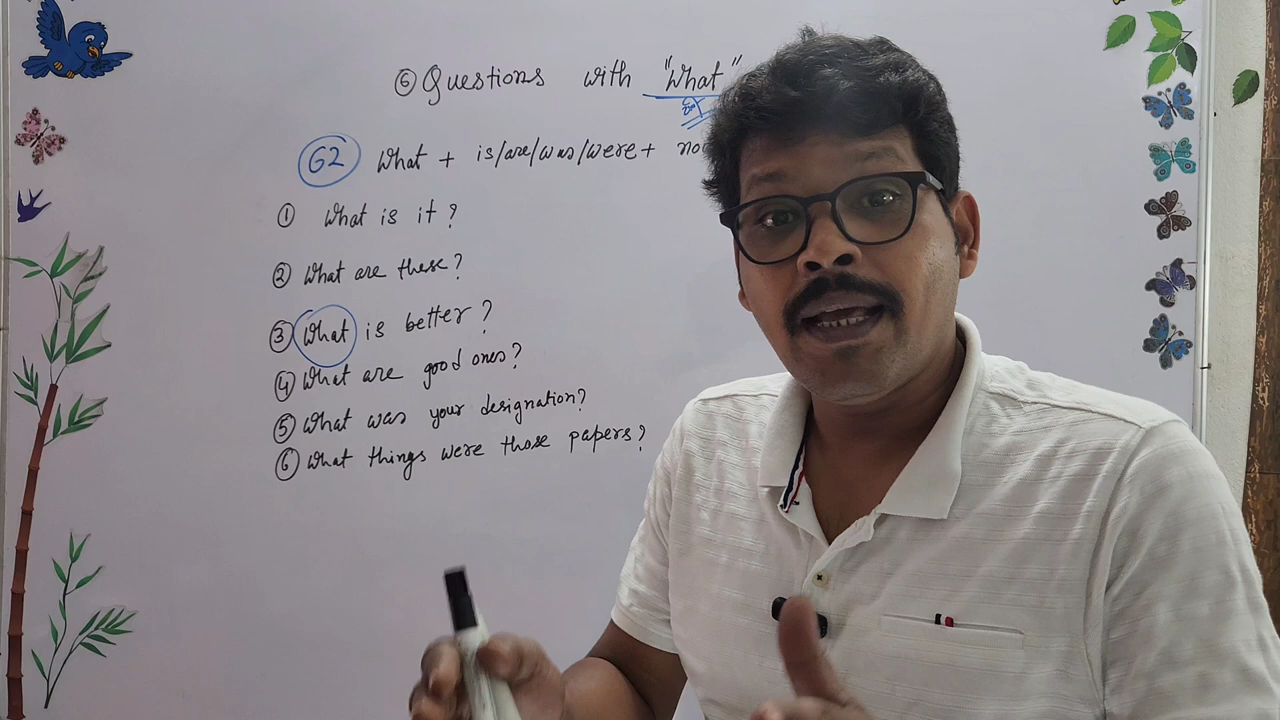 ⑥ Questions with "What"
G2 What + is/are/was/were +
① What is it?
② What are these?
③ What is better?
④ What are good ones?
⑤ What was your designation?
⑥ What things were those papers?